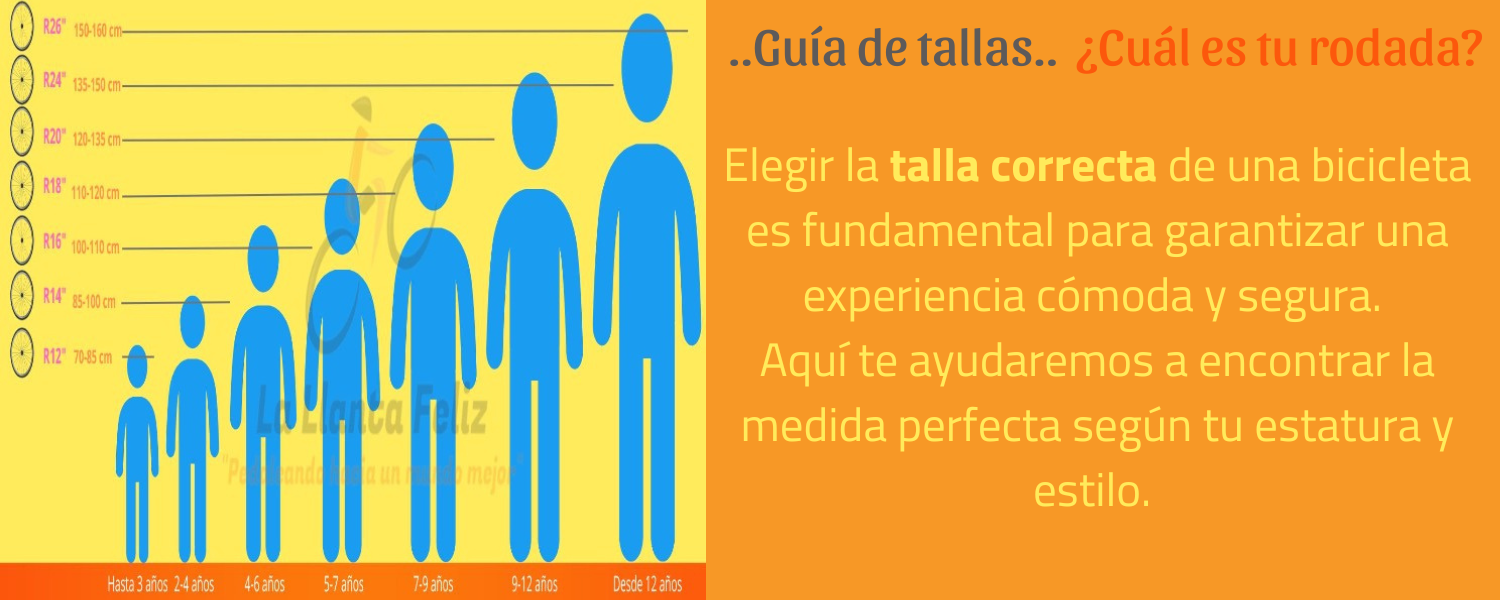 R26" 150-160 cm
R24" 135-150 cm
R20" 120-135 cm
R18" 110-120 cm
R16" 100-110 cm
R14" 85-100 cm
R12" 70-85 cm
La Llanta Feliz
"Pedaleando hacia un mundo mejor"
Hasta 3 años 2-4 años 4-6 años 5-7 años 7-9 años 9-12 años Desde 12 años
..Guía de tallas.. ¿Cuál es tu rodada?
Elegir la talla correcta de una bicicleta
es fundamental para garantizar una
experiencia cómoda y segura.
Aquí te ayudaremos a encontrar la
medida perfecta según tu estatura y
estilo.